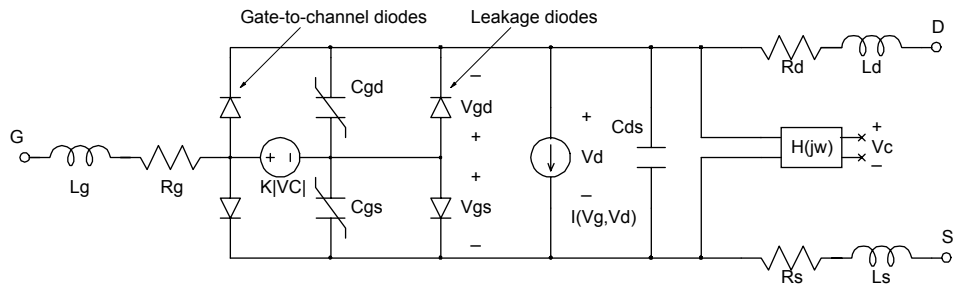 Gate-to-channel diodes
Leakage diodes
D
Rd
Ld
Cgd
–
Vgd
+
+
Cds
Vd
H(jw)
+
Vc
–
G
Lg
Rg
+ –
K|VC|
Cgs
+
Vgs
–
–
I(Vg,Vd)
S
Rs
Ls